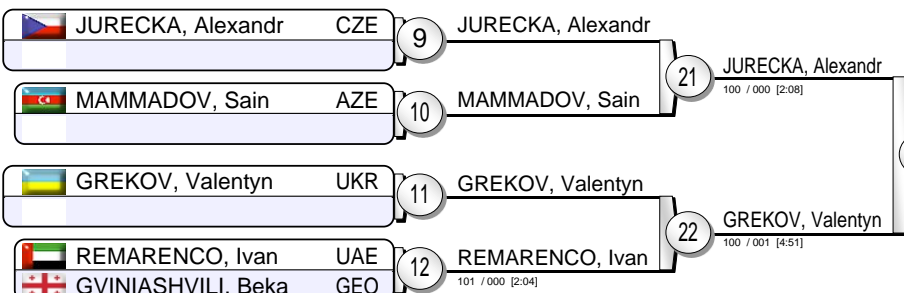 JURECKA, Alexandr CZE
9
JURECKA, Alexandr
21
JURECKA, Alexandr
100 / 000 [2:08]
MAMMADOV, Sain AZE
10
MAMMADOV, Sain
GREKOV, Valentyn UKR
11
GREKOV, Valentyn
22
GREKOV, Valentyn
100 / 001 [4:51]
REMARENCO, Ivan UAE
GVINIASHVILI, Beka GEO
12
REMARENCO, Ivan
101 / 000 [2:04]